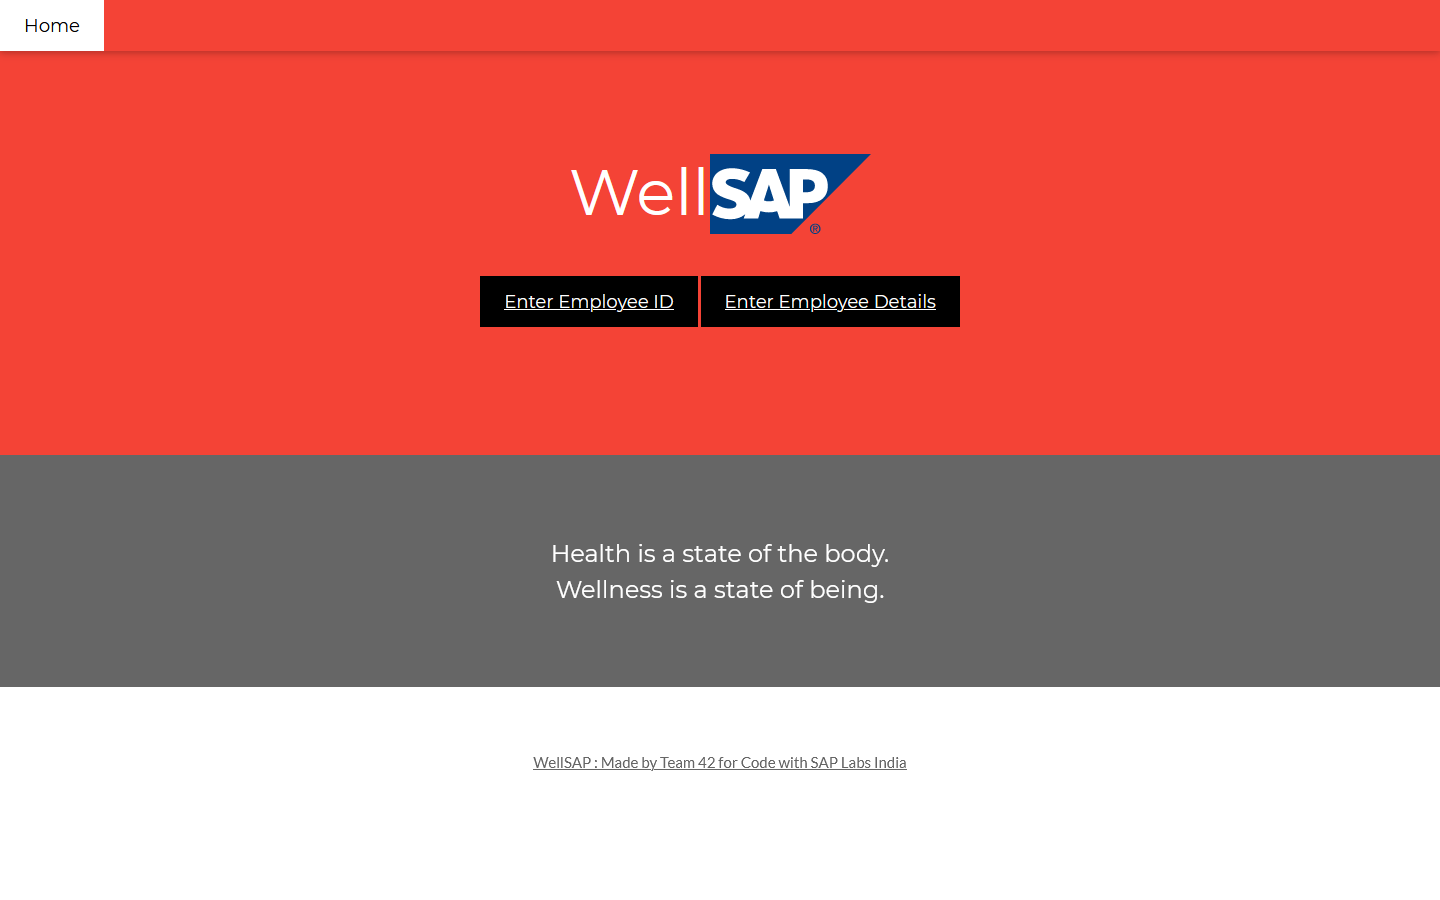 Home
WellSAP®
Enter Employee ID Enter Employee Details
Health is a state of the body.
Wellness is a state of being.
WellSAP : Made by Team 42 for Code with SAP Labs India